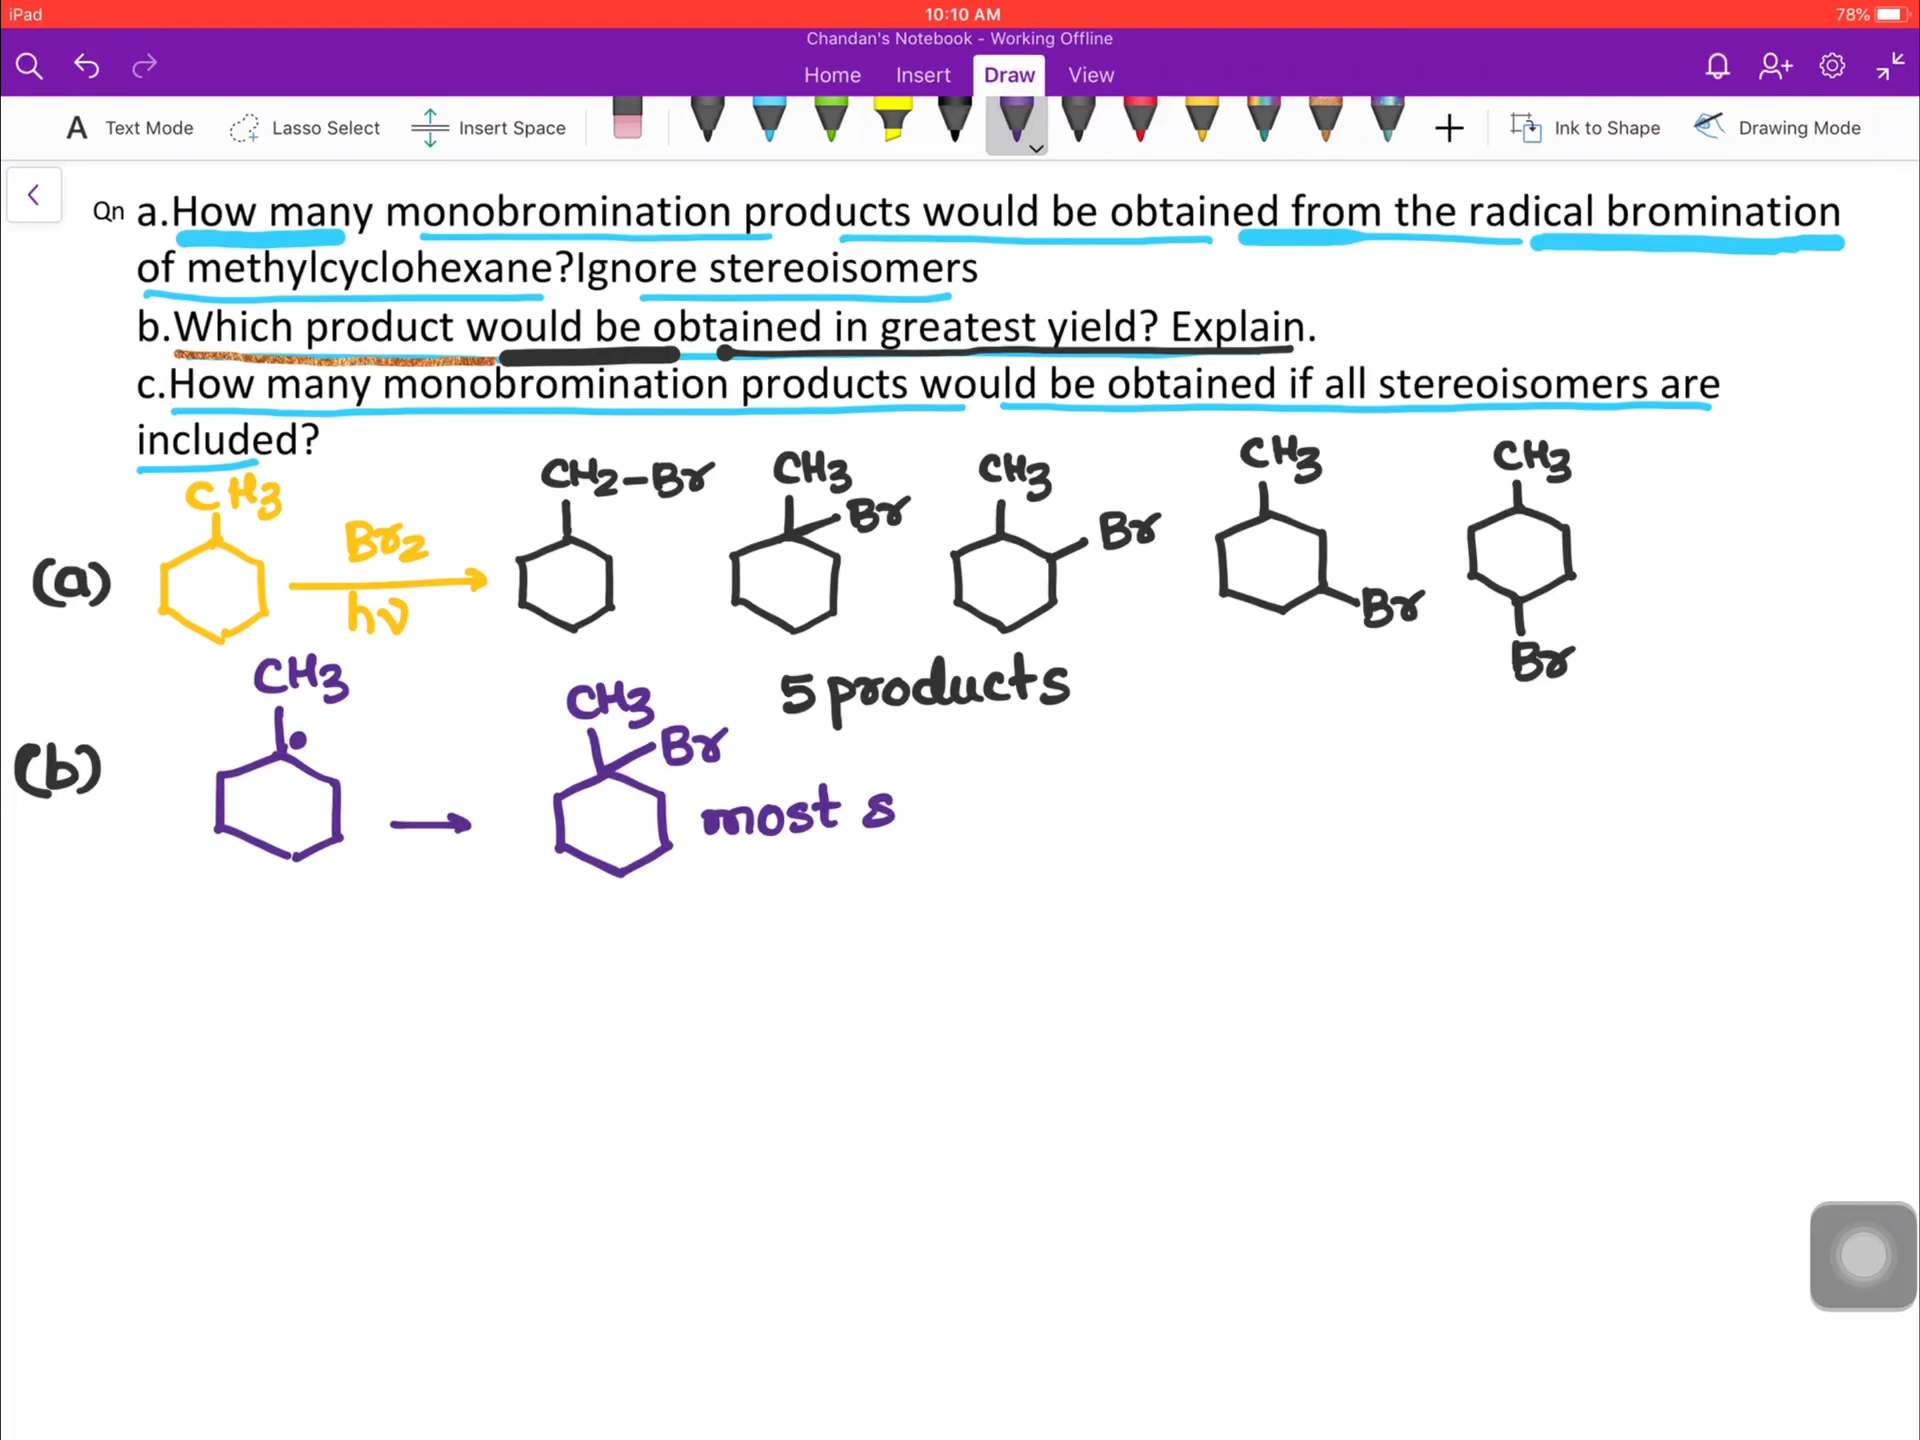 iPad 10:10 AM 78%
Chandan's Notebook - Working Offline
Home Insert Draw View
A Text Mode Lasso Select Insert Space Ink to Shape Drawing Mode
Qn a.How many monobromination products would be obtained from the radical bromination
of methylcyclohexane?Ignore stereoisomers
b.Which product would be obtained in greatest yield? Explain.
c.How many monobromination products would be obtained if all stereoisomers are
included?
CH3 CH2-Br CH3 CH3 CH3 CH3
(a) Br2 Br Br Br Br
hν
CH3 CH3 5 products
(b) Br
most s